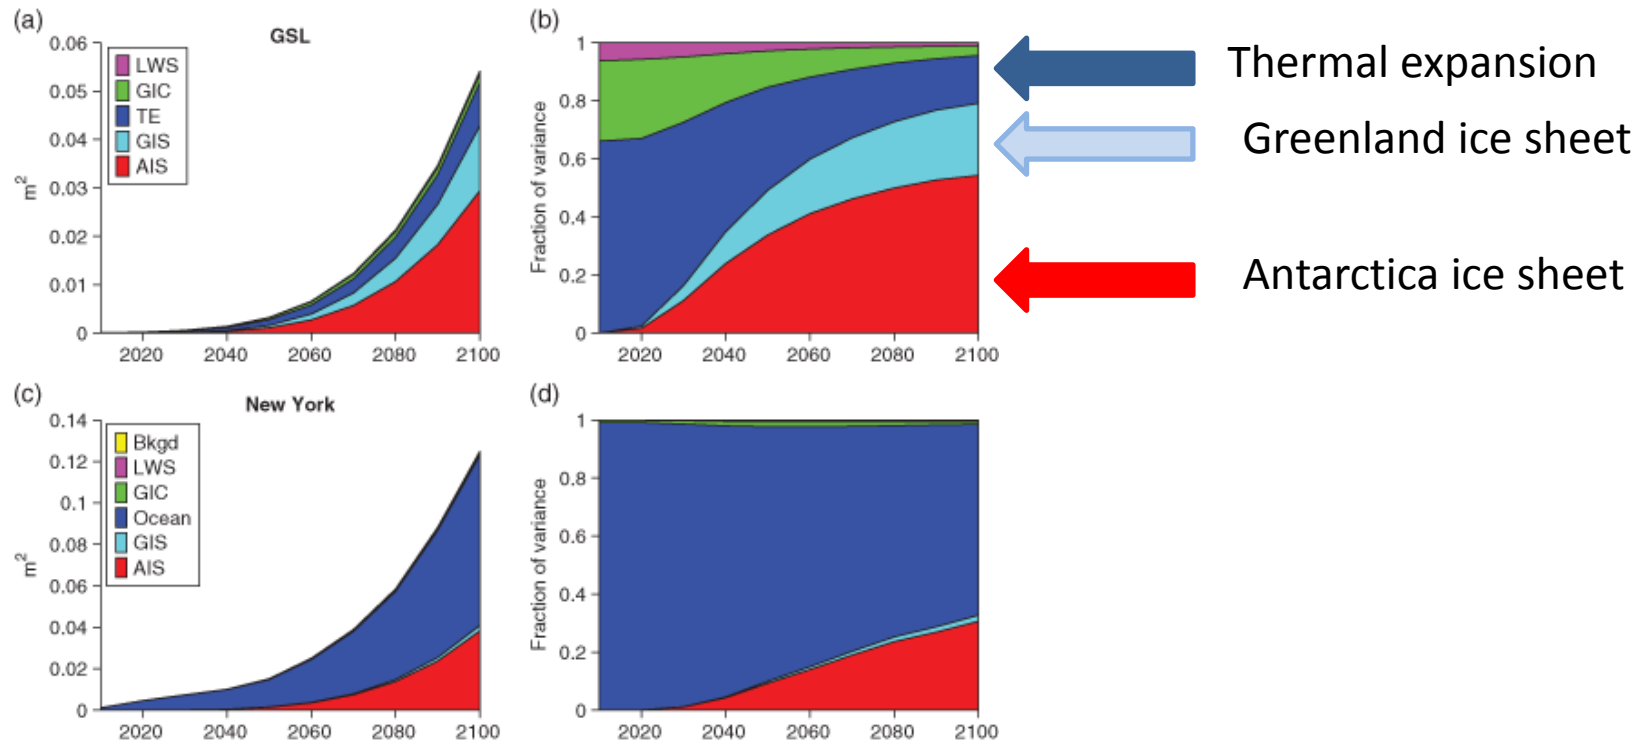 (a)
GSL
0.06
0.05
0.04
0.03
0.02
0.01
0
m²
LWS
GIC
TE
GIS
AIS
2020 2040 2060 2080 2100
(b)
1
0.8
0.6
0.4
0.2
0
Fraction of variance
2020 2040 2060 2080 2100
Thermal expansion
Greenland ice sheet
Antarctica ice sheet
(c)
New York
0.14
0.12
0.1
0.08
0.06
0.04
0.02
0
m²
Bkgd
LWS
GIC
Ocean
GIS
AIS
2020 2040 2060 2080 2100
(d)
1
0.8
0.6
0.4
0.2
0
Fraction of variance
2020 2040 2060 2080 2100